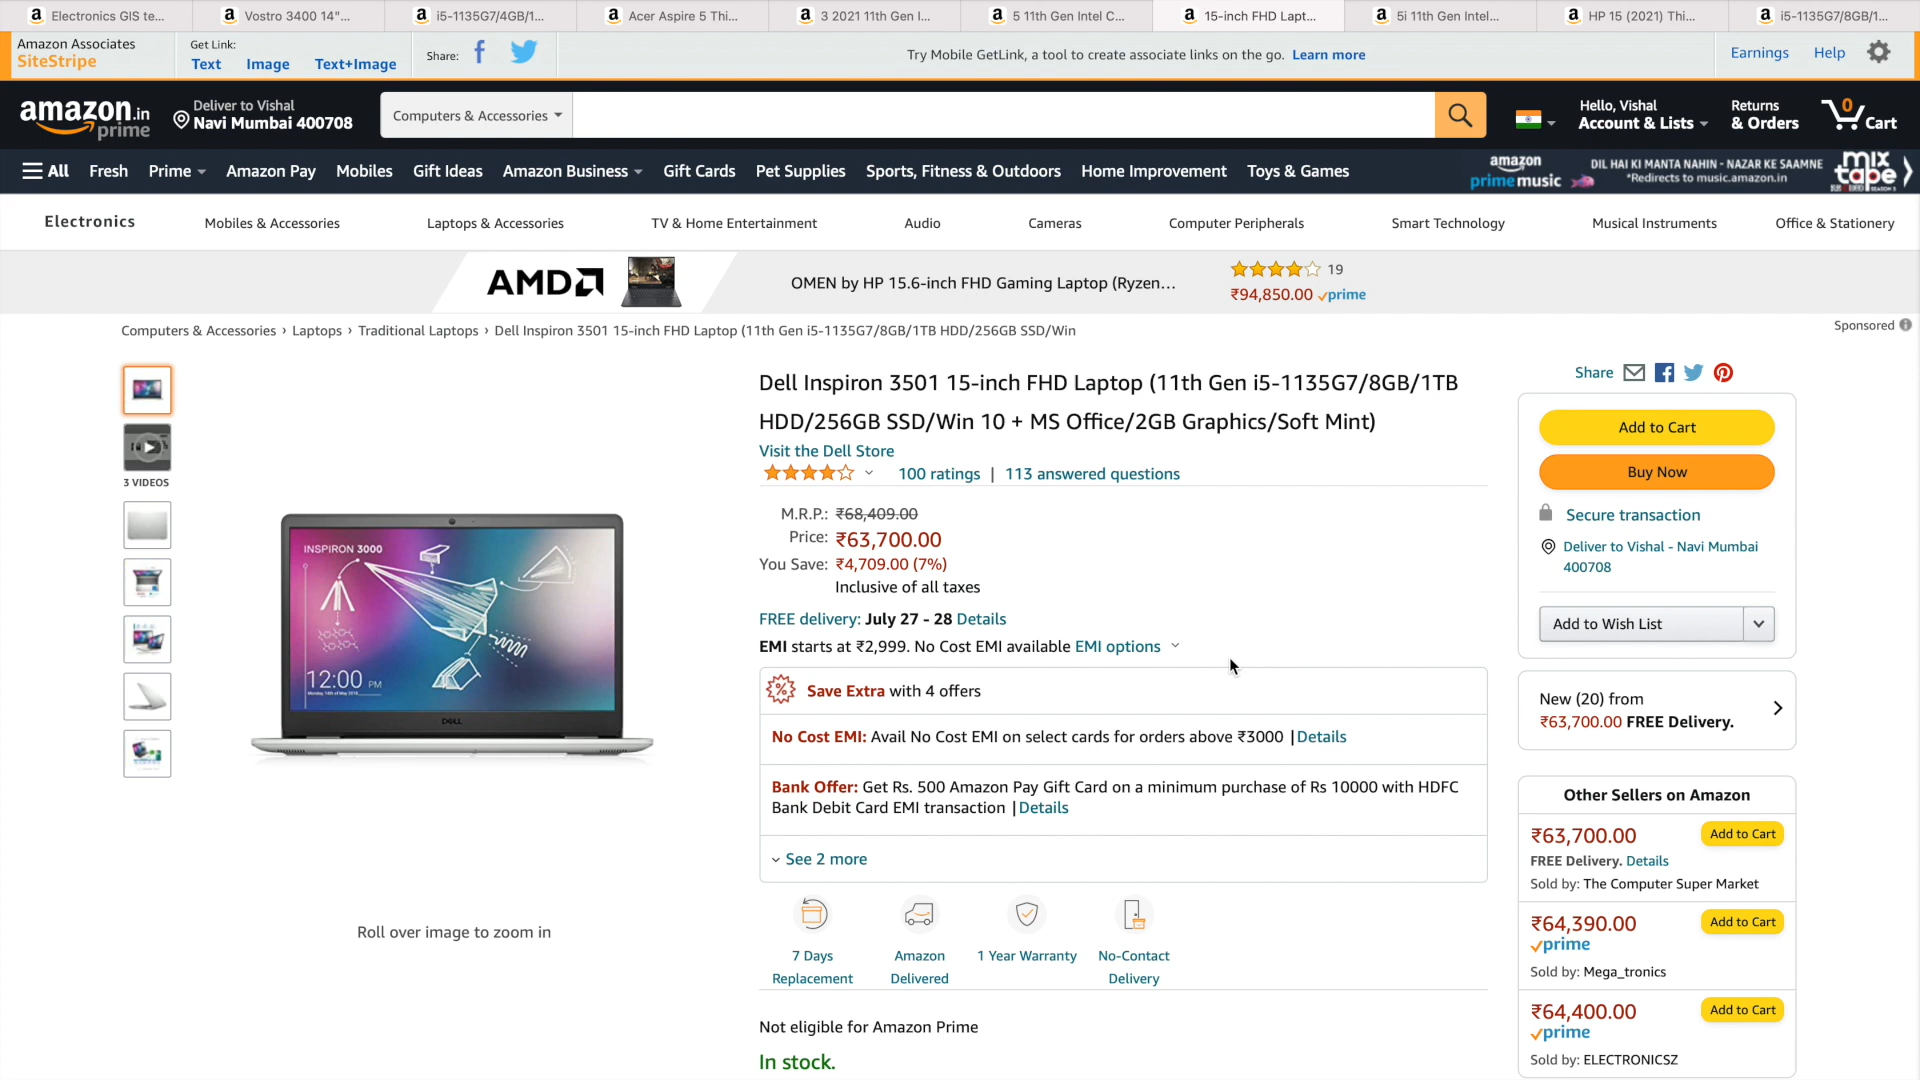 Electronics GIS te...
Vostro 3400 14"...
i5-1135G7/4GB/1...
Acer Aspire 5 Thi...
3 2021 11th Gen I...
5 11th Gen Intel C...
15-inch FHD Lapt...
5i 11th Gen Intel...
HP 15 (2021) Thi...
i5-1135G7/8GB/1...
Amazon Associates
SiteStripe
Get Link:
Text Image Text+Image
Share:
Try Mobile GetLink, a tool to create associate links on the go. Learn more
Earnings Help
amazon.in
prime
Deliver to Vishal
Navi Mumbai 400708
Computers & Accessories
Hello, Vishal
Account & Lists
Returns
& Orders
0
Cart
All Fresh Prime Amazon Pay Mobiles Gift Ideas Amazon Business Gift Cards Pet Supplies Sports, Fitness & Outdoors Home Improvement Toys & Games
amazon
prime music
DIL HAI KI MANTA NAHIN - NAZAR KE SAAMNE
*Redirects to music.amazon.in
mix
tape
Electronics Mobiles & Accessories Laptops & Accessories TV & Home Entertainment Audio Cameras Computer Peripherals Smart Technology Musical Instruments Office & Stationery
AMD
OMEN by HP 15.6-inch FHD Gaming Laptop (Ryzen...
19
₹94,850.00 prime
Computers & Accessories › Laptops › Traditional Laptops › Dell Inspiron 3501 15-inch FHD Laptop (11th Gen i5-1135G7/8GB/1TB HDD/256GB SSD/Win
Sponsored
3 VIDEOS
INSPIRON 3000
12:00 PM
DELL
Roll over image to zoom in
Dell Inspiron 3501 15-inch FHD Laptop (11th Gen i5-1135G7/8GB/1TB
HDD/256GB SSD/Win 10 + MS Office/2GB Graphics/Soft Mint)
Visit the Dell Store
100 ratings | 113 answered questions
M.R.P.: ₹68,409.00
Price: ₹63,700.00
You Save: ₹4,709.00 (7%)
Inclusive of all taxes
FREE delivery: July 27 - 28 Details
EMI starts at ₹2,999. No Cost EMI available EMI options
Save Extra with 4 offers
No Cost EMI: Avail No Cost EMI on select cards for orders above ₹3000 |Details
Bank Offer: Get Rs. 500 Amazon Pay Gift Card on a minimum purchase of Rs 10000 with HDFC
Bank Debit Card EMI transaction |Details
See 2 more
7 Days
Replacement
Amazon
Delivered
1 Year Warranty
No-Contact
Delivery
Not eligible for Amazon Prime
In stock.
Share
Add to Cart
Buy Now
Secure transaction
Deliver to Vishal - Navi Mumbai
400708
Add to Wish List
New (20) from
₹63,700.00 FREE Delivery.
Other Sellers on Amazon
₹63,700.00 Add to Cart
FREE Delivery. Details
Sold by: The Computer Super Market
₹64,390.00 Add to Cart
prime
Sold by: Mega_tronics
₹64,400.00 Add to Cart
prime
Sold by: ELECTRONICSZ